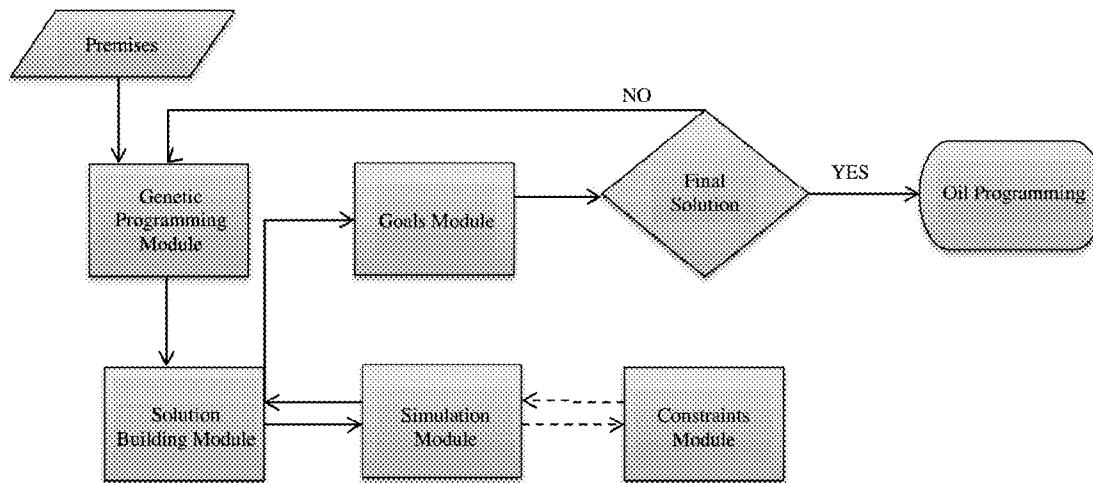 Premises
NO
Genetic
Programming
Module
Goals Module
Final
Solution
YES
Oil Programming
Solution
Building Module
Simulation
Module
Constraints
Module